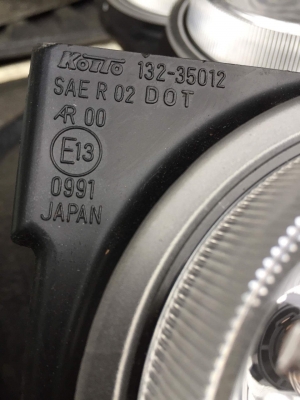 KOITO 132-35012
SAE R 02 DOT
AR 00
E13
0991
JAPAN